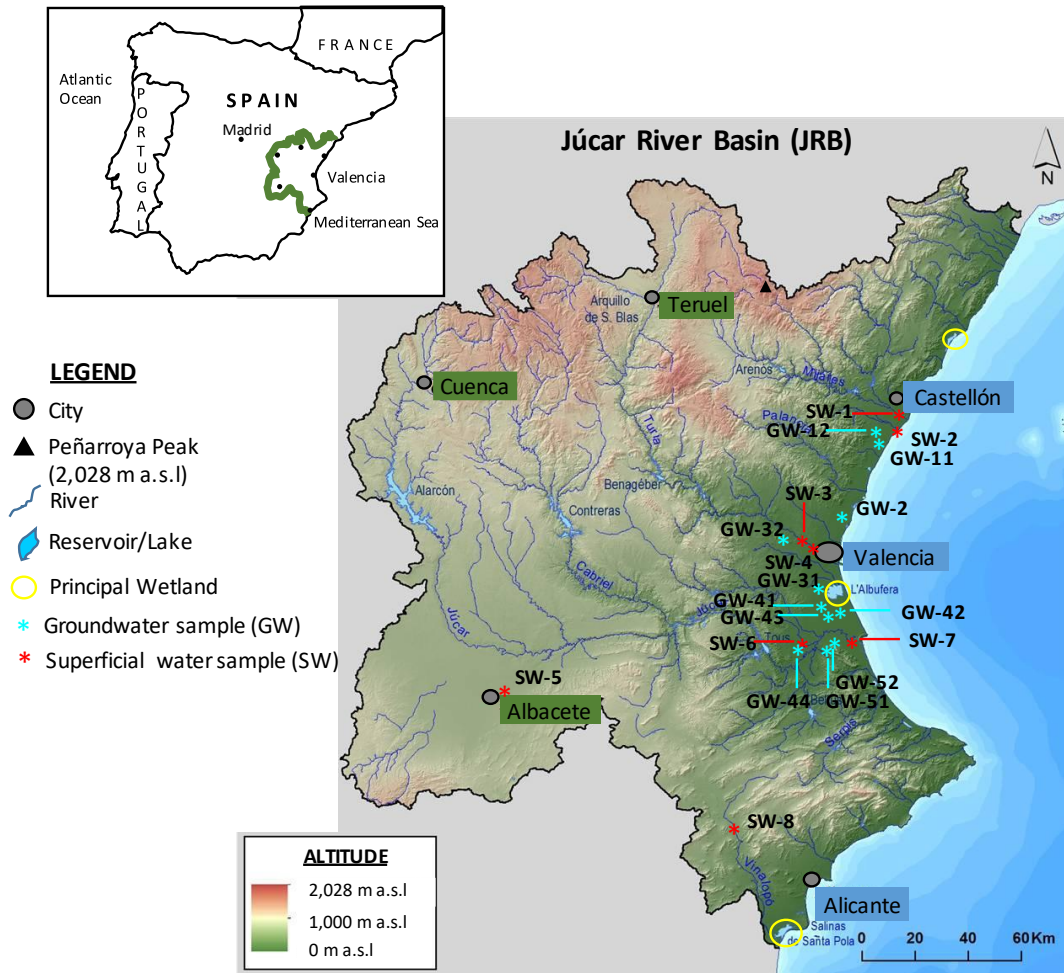 FRANCE
Atlantic
Ocean
PORTUGAL
SPAIN
Madrid
Valencia
Mediterranean Sea
Júcar River Basin (JRB)
N
LEGEND
City
Peñarroya Peak
(2,028 m a.s.l)
River
Reservoir/Lake
Principal Wetland
Groundwater sample (GW)
Superficial water sample (SW)
Arquillo
de S. Blas
Teruel
Cuenca
Arenós
Mijares
Castellón
SW-1
Palancia
GW-12
SW-2
GW-11
Turia
Alarcón
Benagéber
Contreras
SW-3
GW-2
GW-32
Valencia
SW-4
Cabriel
GW-31
L'Albufera
GW-41
Júcar
GW-42
GW-45
Júcar
Tous
SW-6
SW-7
SW-5
GW-52
GW-44
GW-51
Albacete
Serpis
SW-8
Vinalopó
Alicante
Salinas
de Santa Pola
ALTITUDE
2,028 m a.s.l
1,000 m a.s.l
0 m a.s.l
0 20 40 60 Km